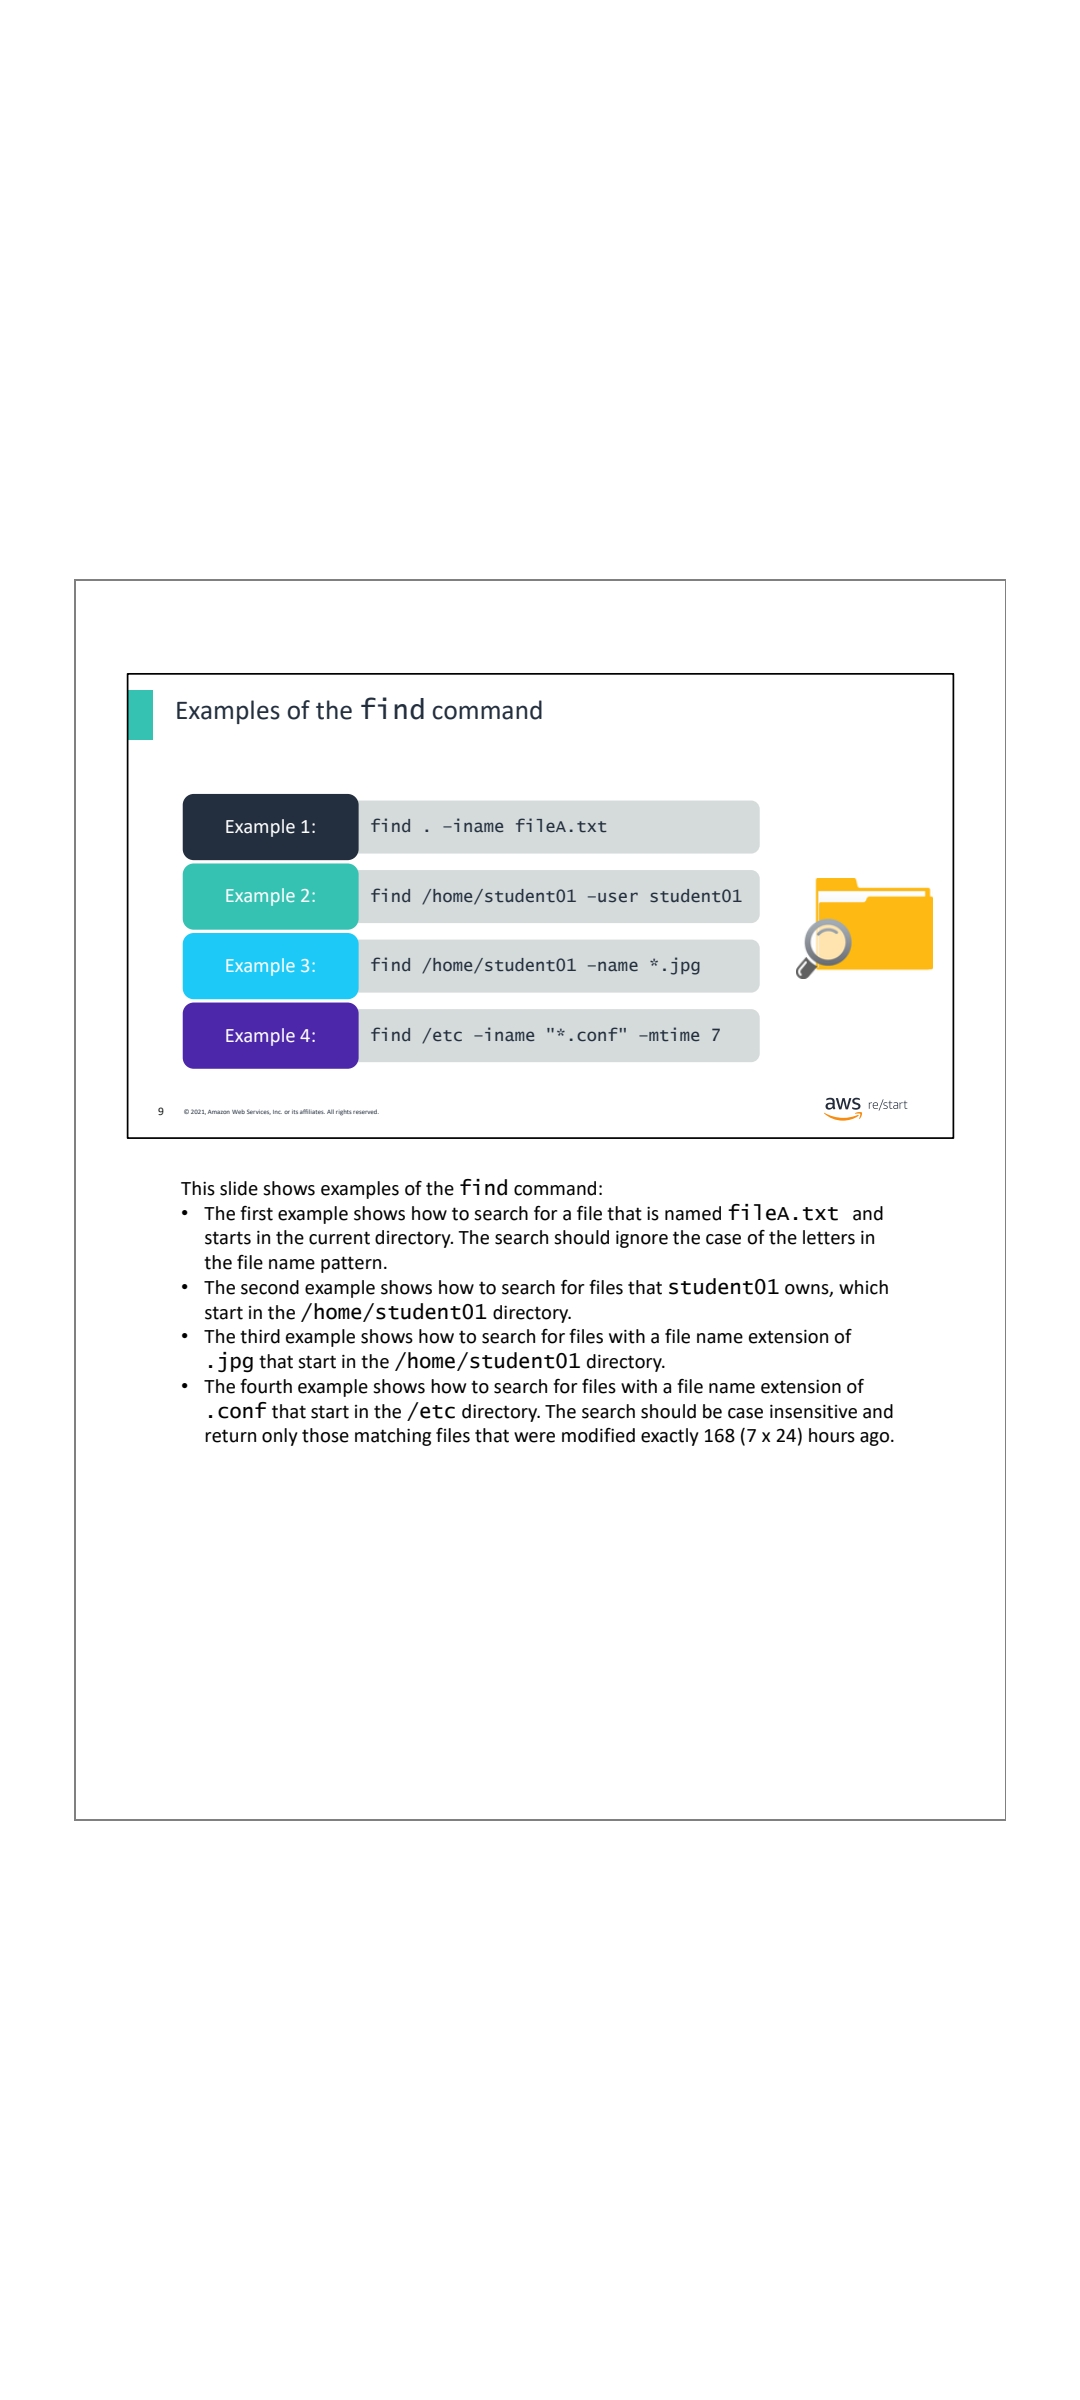 Examples of the find command
Example 1:
find . –iname fileA.txt
Example 2:
find /home/student01 –user student01
Example 3:
find /home/student01 –name *.jpg
Example 4:
find /etc –iname "*.conf" –mtime 7
9
© 2021, Amazon Web Services, Inc. or its affiliates. All rights reserved.
aws re/start
This slide shows examples of the find command:
• The first example shows how to search for a file that is named fileA.txt and
starts in the current directory. The search should ignore the case of the letters in
the file name pattern.
• The second example shows how to search for files that student01 owns, which
start in the /home/student01 directory.
• The third example shows how to search for files with a file name extension of
.jpg that start in the /home/student01 directory.
• The fourth example shows how to search for files with a file name extension of
.conf that start in the /etc directory. The search should be case insensitive and
return only those matching files that were modified exactly 168 (7 x 24) hours ago.